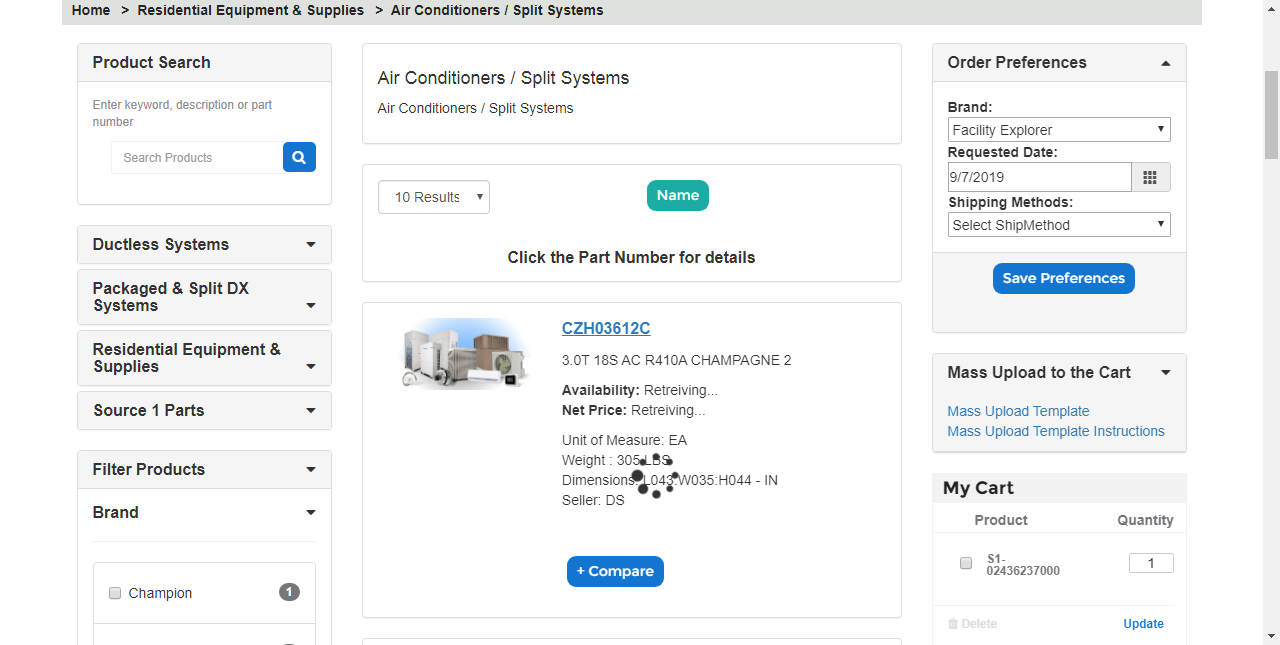 Home > Residential Equipment & Supplies > Air Conditioners / Split Systems
Product Search
Enter keyword, description or part
number
Search Products
Ductless Systems
Packaged & Split DX
Systems
Residential Equipment &
Supplies
Source 1 Parts
Filter Products
Brand
Champion 1
Air Conditioners / Split Systems
Air Conditioners / Split Systems
10 Results
Name
Click the Part Number for details
CZH03612C
3.0T 18S AC R410A CHAMPAGNE 2
Availability: Retreiving...
Net Price: Retreiving...
Unit of Measure: EA
Weight : 305 LBS
Dimensions: L043:W035:H044 - IN
Seller: DS
+ Compare
Order Preferences
Brand:
Facility Explorer
Requested Date:
9/7/2019
Shipping Methods:
Select ShipMethod
Save Preferences
Mass Upload to the Cart
Mass Upload Template
Mass Upload Template Instructions
My Cart
Product Quantity
S1-
02436237000
1
Delete Update